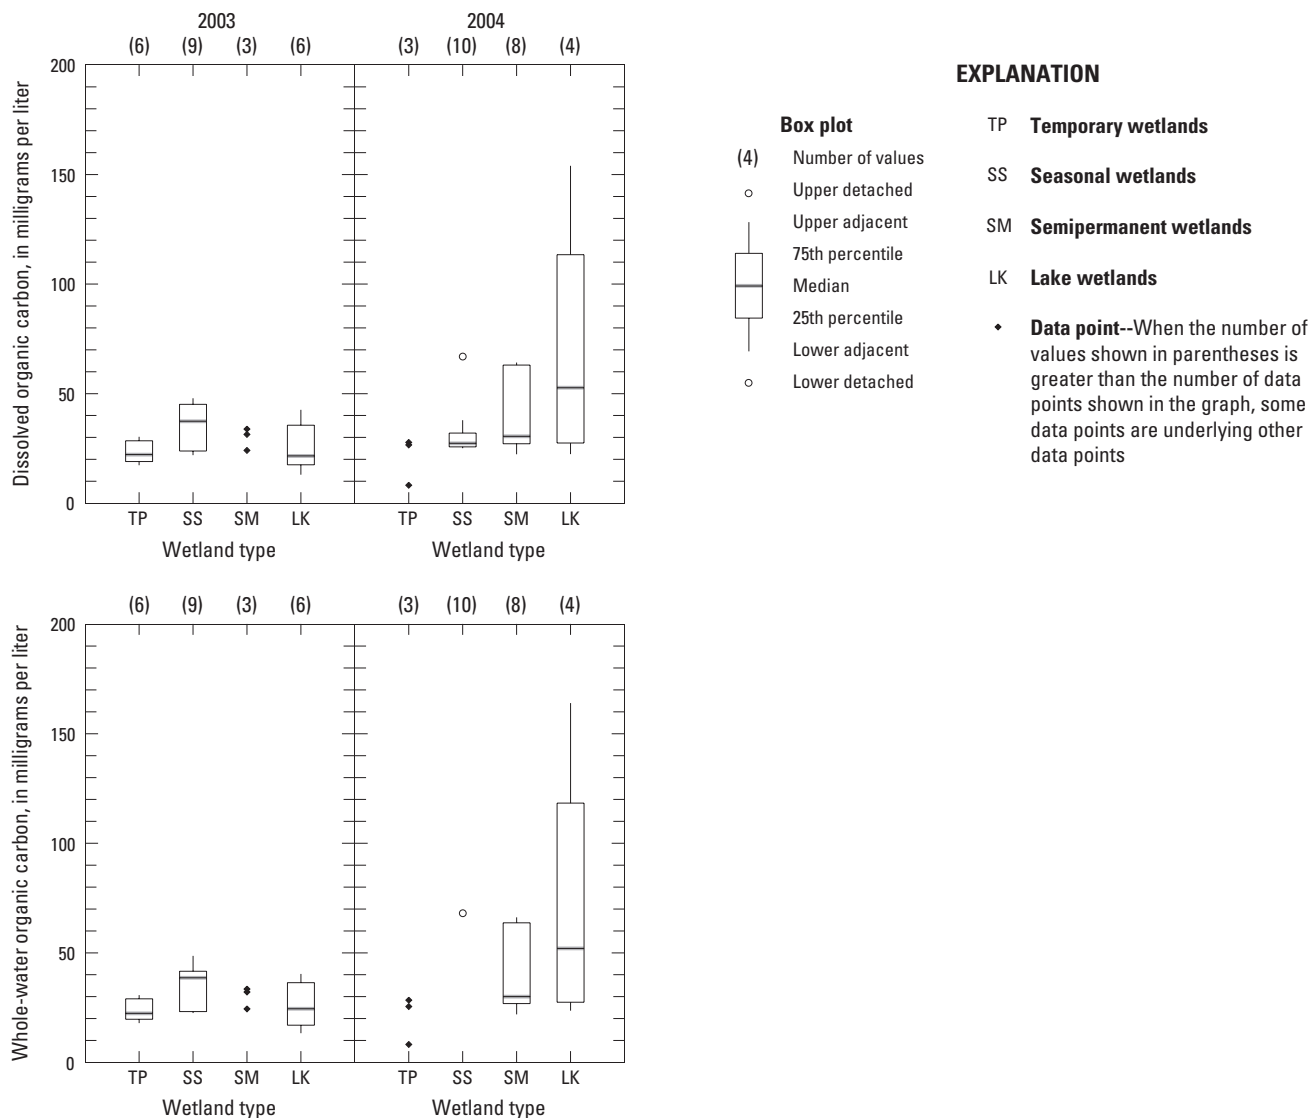 2003 2004
(6) (9) (3) (6) (3) (10) (8) (4)
Dissolved organic carbon, in milligrams per liter
200
150
100
50
0
TP SS SM LK TP SS SM LK
Wetland type Wetland type
(6) (9) (3) (6) (3) (10) (8) (4)
Whole-water organic carbon, in milligrams per liter
200
150
100
50
0
TP SS SM LK TP SS SM LK
Wetland type Wetland type
EXPLANATION
Box plot
(4) Number of values
Upper detached
Upper adjacent
75th percentile
Median
25th percentile
Lower adjacent
Lower detached
TP Temporary wetlands
SS Seasonal wetlands
SM Semipermanent wetlands
LK Lake wetlands
Data point--When the number of
values shown in parentheses is
greater than the number of data
points shown in the graph, some
data points are underlying other
data points